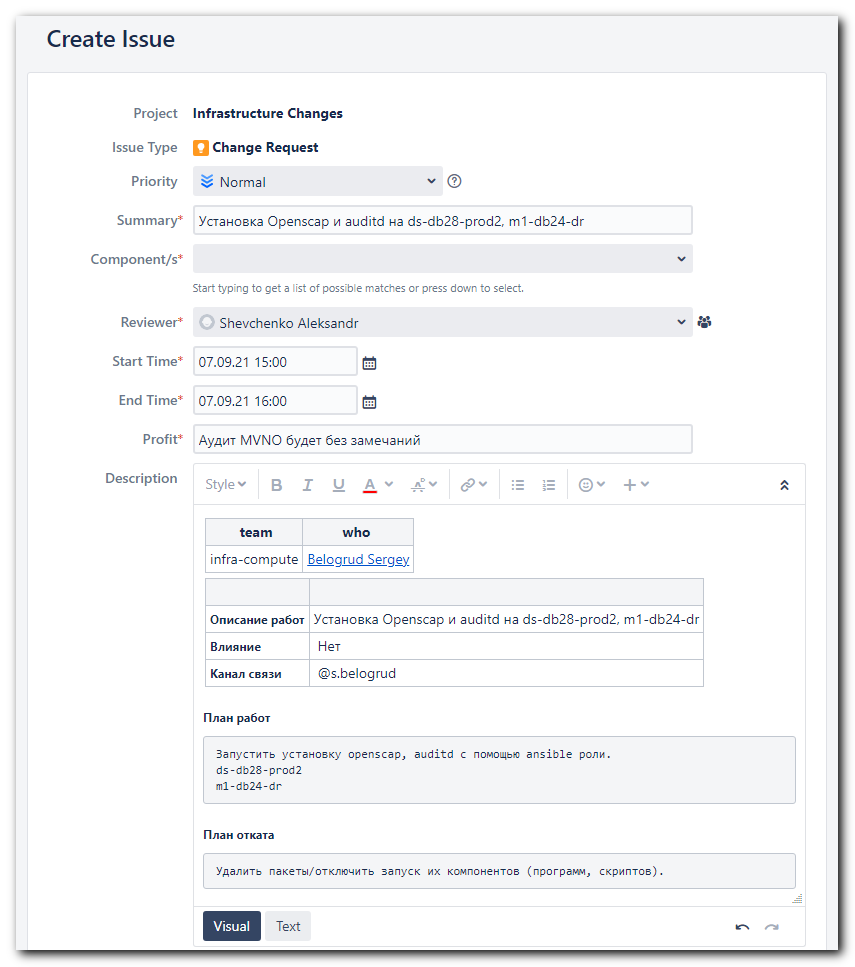 Create Issue
Project Infrastructure Changes
Issue Type Change Request
Priority Normal
Summary* Установка Openscap и auditd на ds-db28-prod2, m1-db24-dr
Component/s*
Start typing to get a list of possible matches or press down to select.
Reviewer* Shevchenko Aleksandr
Start Time* 07.09.21 15:00
End Time* 07.09.21 16:00
Profit* Аудит MVNO будет без замечаний
Description Style B I U A
team who
infra-compute Belogrud Sergey
Описание работ Установка Openscap и auditd на ds-db28-prod2, m1-db24-dr
Влияние Нет
Канал связи @s.belogrud
План работ
Запустить установку openscap, auditd с помощью ansible роли.
ds-db28-prod2
m1-db24-dr
План отката
Удалить пакеты/отключить запуск их компонентов (программ, скриптов).
Visual Text